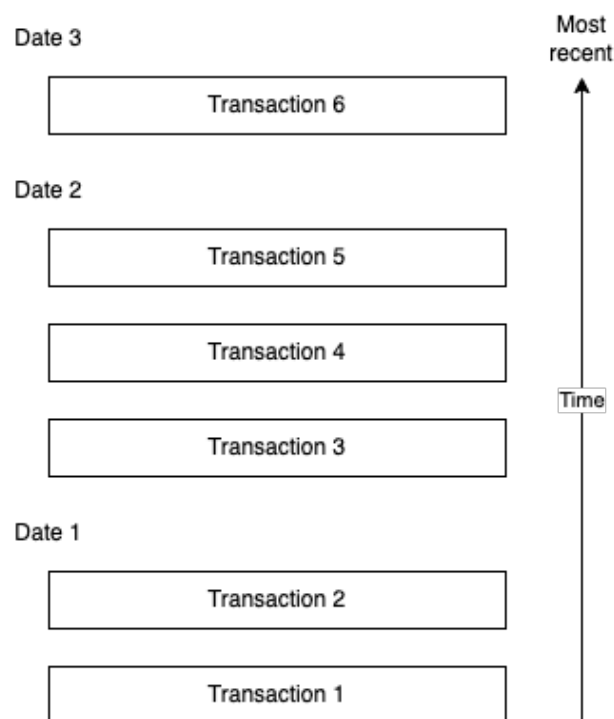 Date 3
Most
recent
Transaction 6
Date 2
Transaction 5
Transaction 4
Time
Transaction 3
Date 1
Transaction 2
Transaction 1